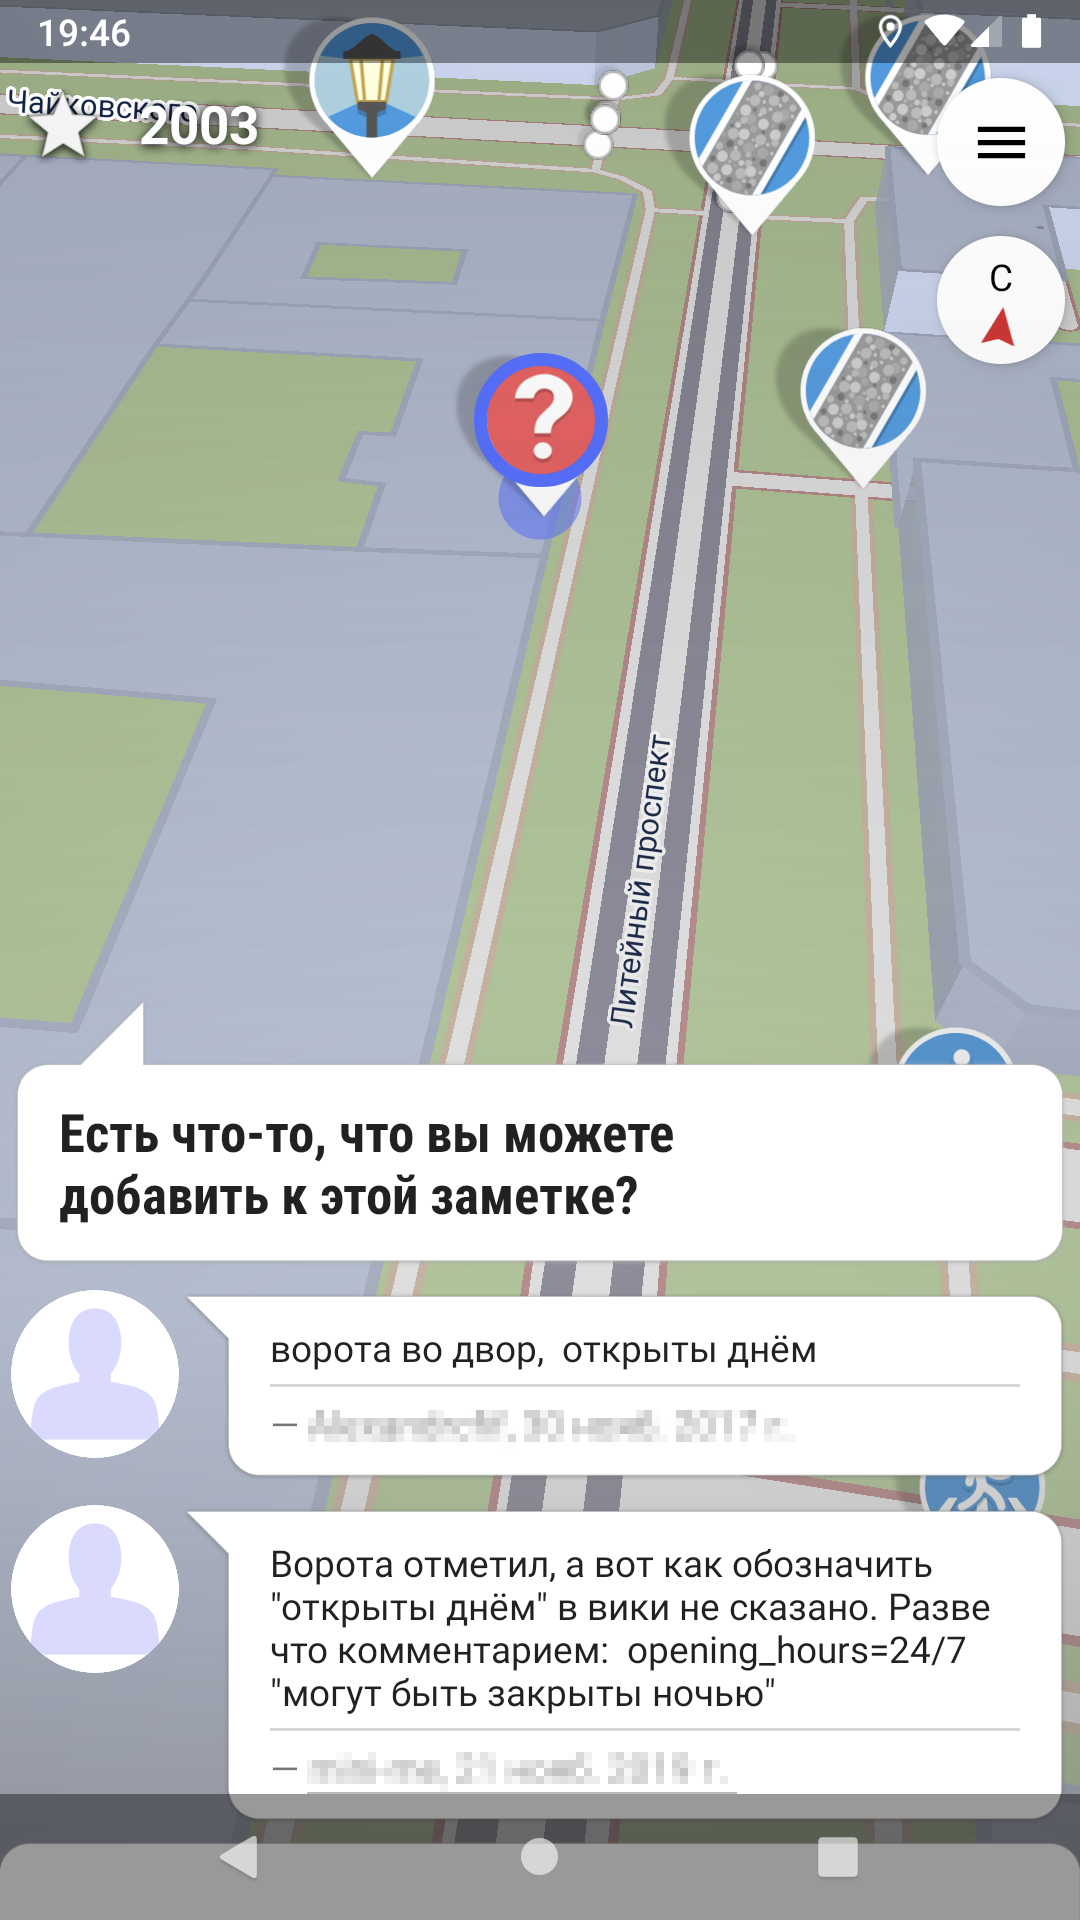 19:46
Чайковского
2003
С
Литейный проспект
Есть что-то, что вы можете
добавить к этой заметке?
ворота во двор,  открыты днём
—
Ворота отметил, а вот как обозначить
"открыты днём" в вики не сказано. Разве
что комментарием:  opening_hours=24/7
"могут быть закрыты ночью"
—